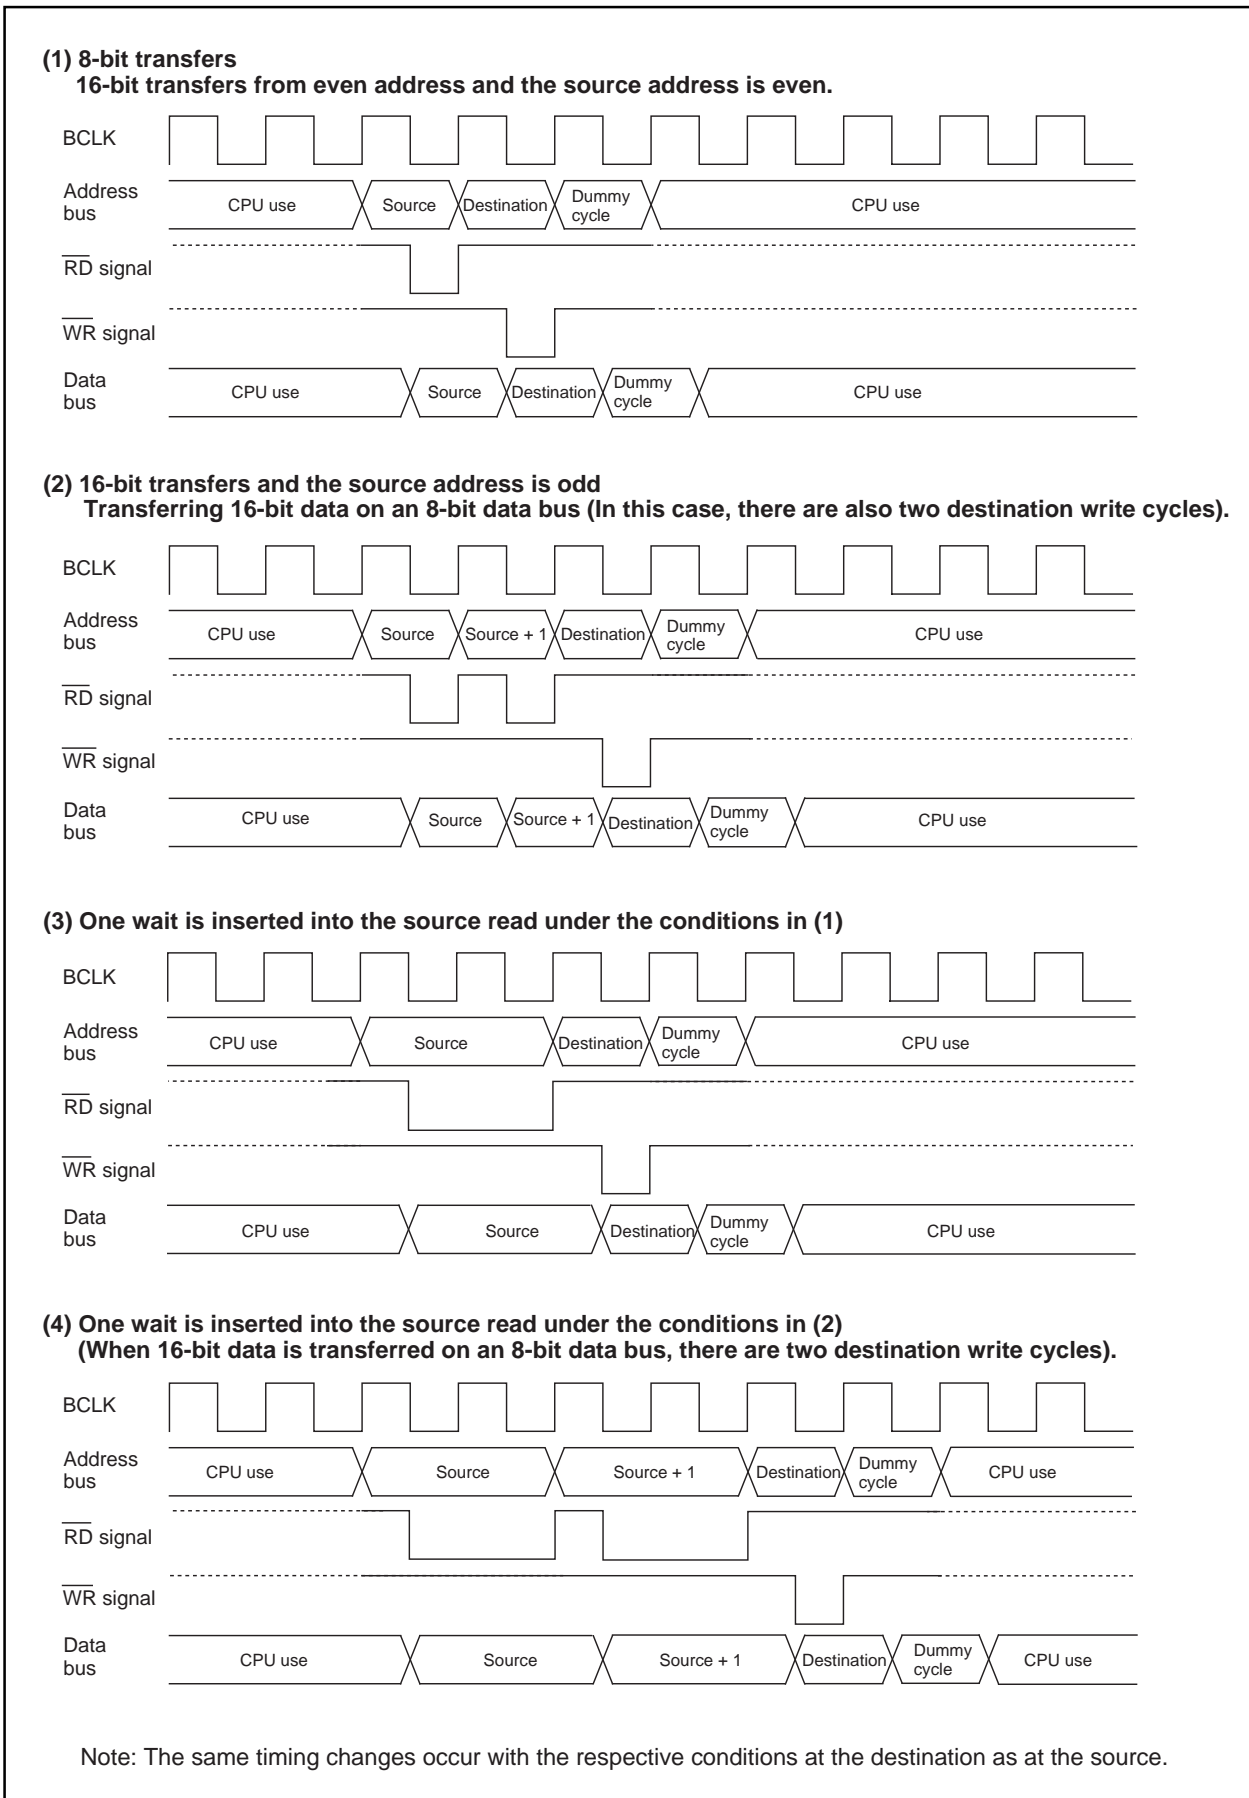 (1) 8-bit transfers
16-bit transfers from even address and the source address is even.
BCLK
Address
bus
CPU use
Source
Destination
Dummy
cycle
CPU use
RD signal
WR signal
Data
bus
CPU use
Source
Destination
Dummy
cycle
CPU use
(2) 16-bit transfers and the source address is odd
Transferring 16-bit data on an 8-bit data bus (In this case, there are also two destination write cycles).
BCLK
Address
bus
CPU use
Source
Source + 1
Destination
Dummy
cycle
CPU use
RD signal
WR signal
Data
bus
CPU use
Source
Source + 1
Destination
Dummy
cycle
CPU use
(3) One wait is inserted into the source read under the conditions in (1)
BCLK
Address
bus
CPU use
Source
Destination
Dummy
cycle
CPU use
RD signal
WR signal
Data
bus
CPU use
Source
Destination
Dummy
cycle
CPU use
(4) One wait is inserted into the source read under the conditions in (2)
(When 16-bit data is transferred on an 8-bit data bus, there are two destination write cycles).
BCLK
Address
bus
CPU use
Source
Source + 1
Destination
Dummy
cycle
CPU use
RD signal
WR signal
Data
bus
CPU use
Source
Source + 1
Destination
Dummy
cycle
CPU use
Note: The same timing changes occur with the respective conditions at the destination as at the source.